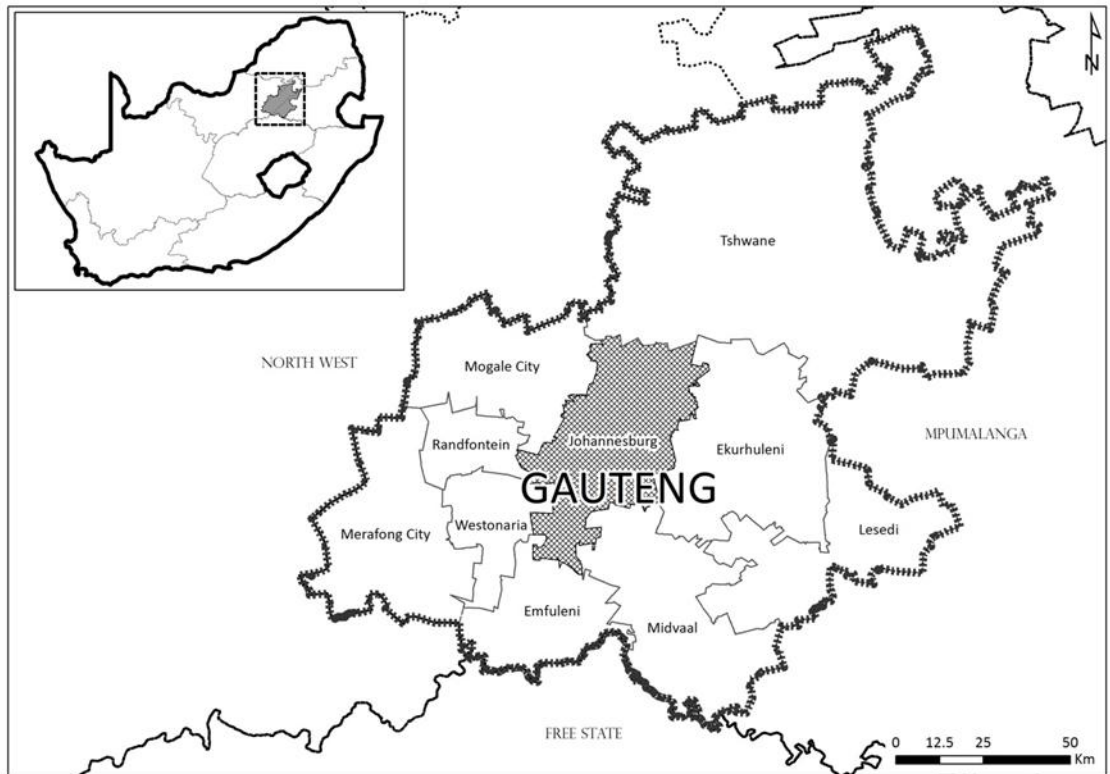 N
Tshwane
NORTH WEST
Mogale City
MPUMALANGA
Randfontein
Johannesburg
Ekurhuleni
GAUTENG
Merafong City
Westonaria
Lesedi
Emfuleni
Midvaal
FREE STATE
0 12.5 25 50
Km